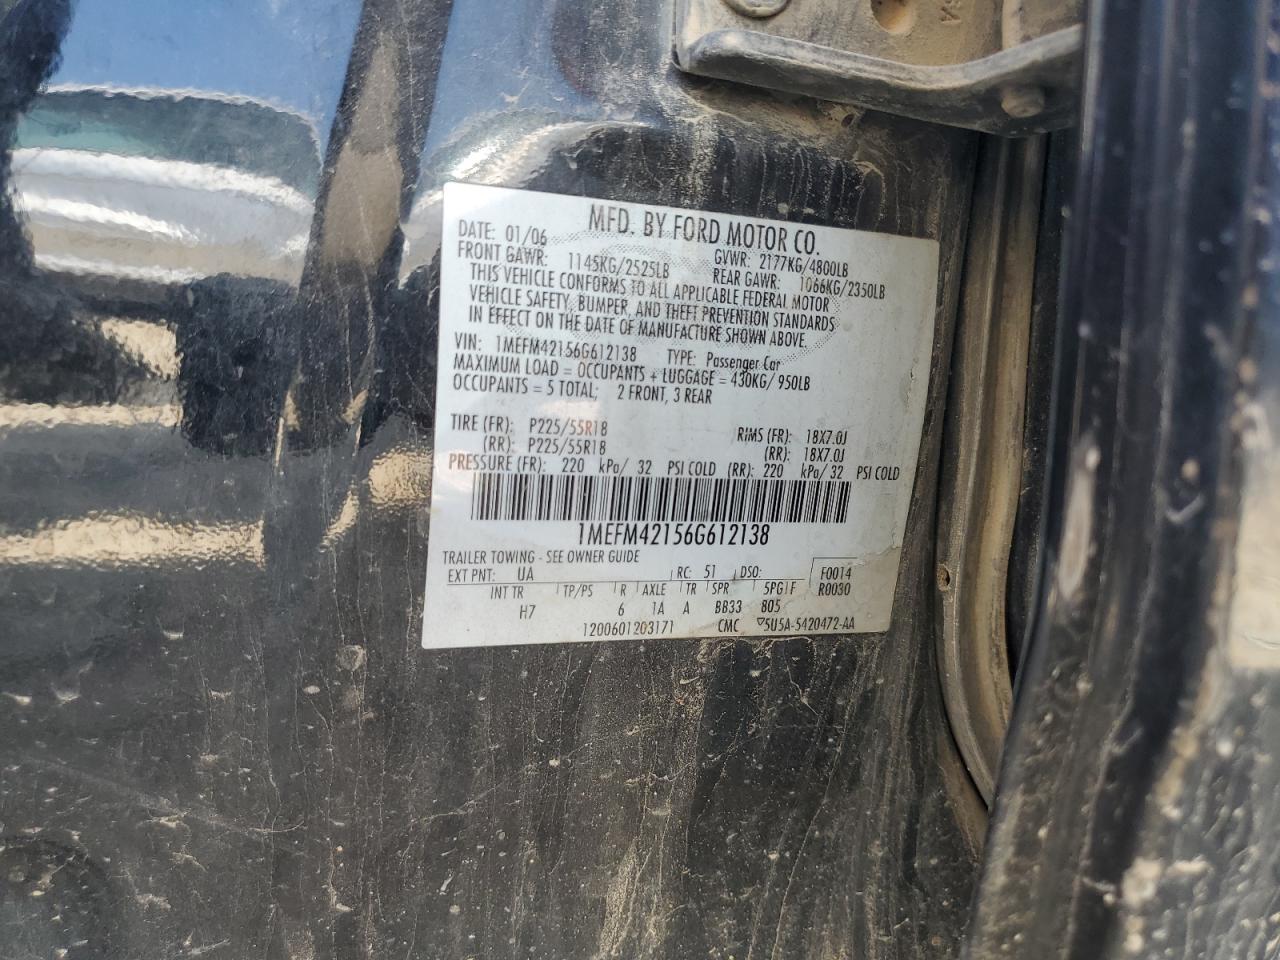 MFD. BY FORD MOTOR CO.
DATE: 01/06 GVWR: 2177KG/4800LB
FRONT GAWR: 1145KG/2525LB REAR GAWR: 1066KG/2350LB
THIS VEHICLE CONFORMS TO ALL APPLICABLE FEDERAL MOTOR
VEHICLE SAFETY, BUMPER, AND THEFT PREVENTION STANDARDS
IN EFFECT ON THE DATE OF MANUFACTURE SHOWN ABOVE.
VIN: 1MEFM42156G612138 TYPE: Passenger Car
MAXIMUM LOAD = OCCUPANTS + LUGGAGE = 430KG/ 950LB
OCCUPANTS = 5 TOTAL; 2 FRONT, 3 REAR
TIRE (FR): P225/55R18 RIMS (FR): 18X7.0J
(RR): P225/55R18 (RR): 18X7.0J
PRESSURE (FR): 220 kPa/ 32 PSI COLD (RR): 220 kPa/ 32 PSI COLD
1MEFM42156G612138
TRAILER TOWING - SEE OWNER GUIDE
EXT PNT: UA RC: 51 DSO: F0014
INT TR TP/PS R AXLE TR SPR 5PGIF R0030
H7 6 1A A BB33 805
1200601203171 CMC ▽5U5A-5420472-AA